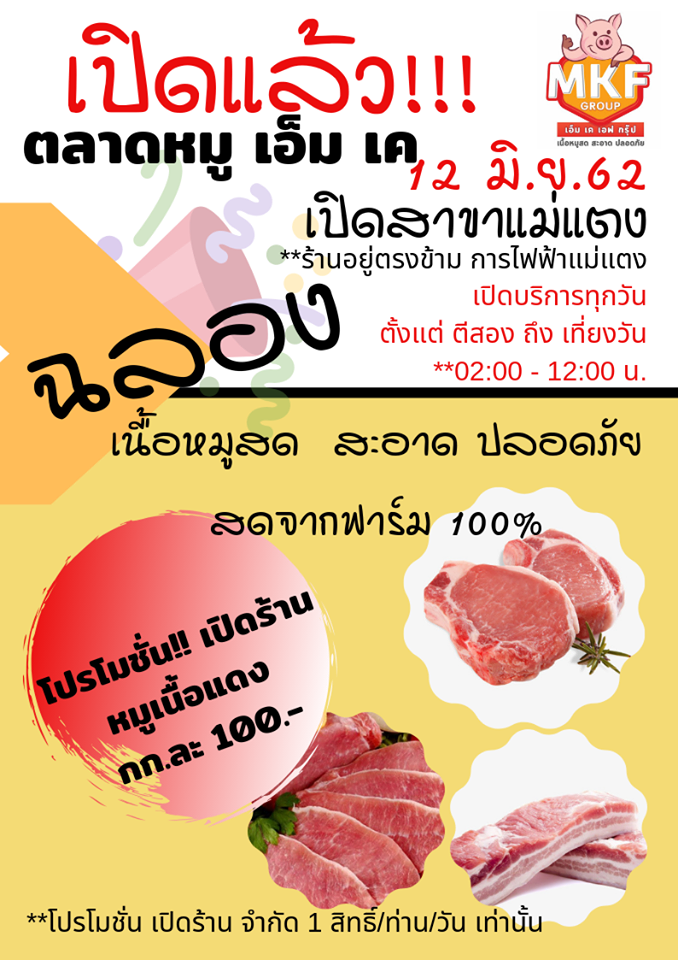 เปิดแล้ว!!!
MKF
GROUP
เอ็ม เค เอฟ กรุ๊ป
เนื้อหมูสด สะอาด ปลอดภัย
ตลาดหมู เอ็ม เค
12 มิ.ย.62
เปิดสาขาแม่แตง
**ร้านอยู่ตรงข้าม การไฟฟ้าแม่แตง
เปิดบริการทุกวัน
ตั้งแต่ ตีสอง ถึง เที่ยงวัน
**02:00 - 12:00 น.
ฉลอง
เนื้อหมูสด สะอาด ปลอดภัย
สดจากฟาร์ม 100%
โปรโมชั่น!! เปิดร้าน
หมูเนื้อแดง
กก.ละ 100.-
**โปรโมชั่น เปิดร้าน จำกัด 1 สิทธิ์/ท่าน/วัน เท่านั้น